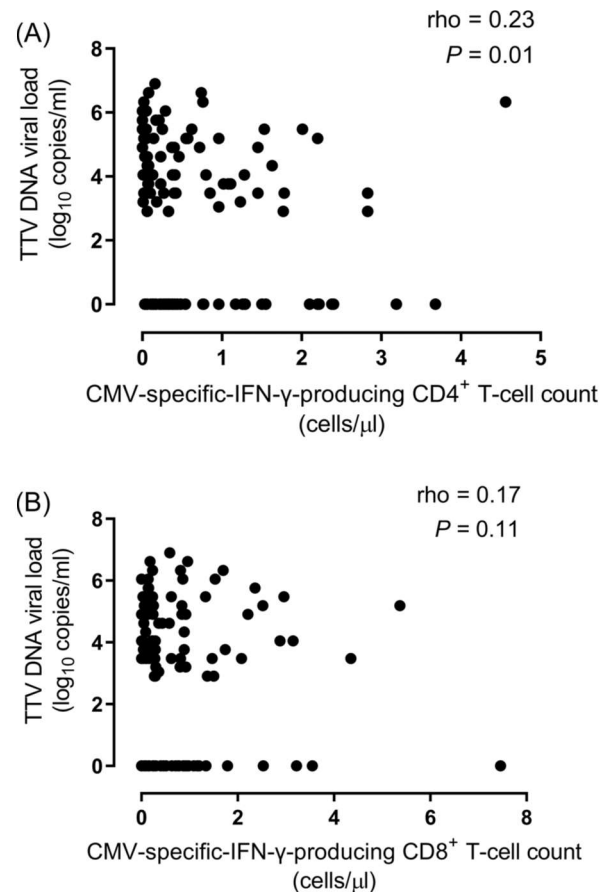 (A)
rho = 0.23
P = 0.01
TTV DNA viral load
(log10 copies/ml)
8
6
4
2
0
0 1 2 3 4 5
CMV-specific-IFN-γ-producing CD4+ T-cell count
(cells/μl)
(B)
rho = 0.17
P = 0.11
TTV DNA viral load
(log10 copies/ml)
8
6
4
2
0
0 2 4 6 8
CMV-specific-IFN-γ-producing CD8+ T-cell count
(cells/μl)